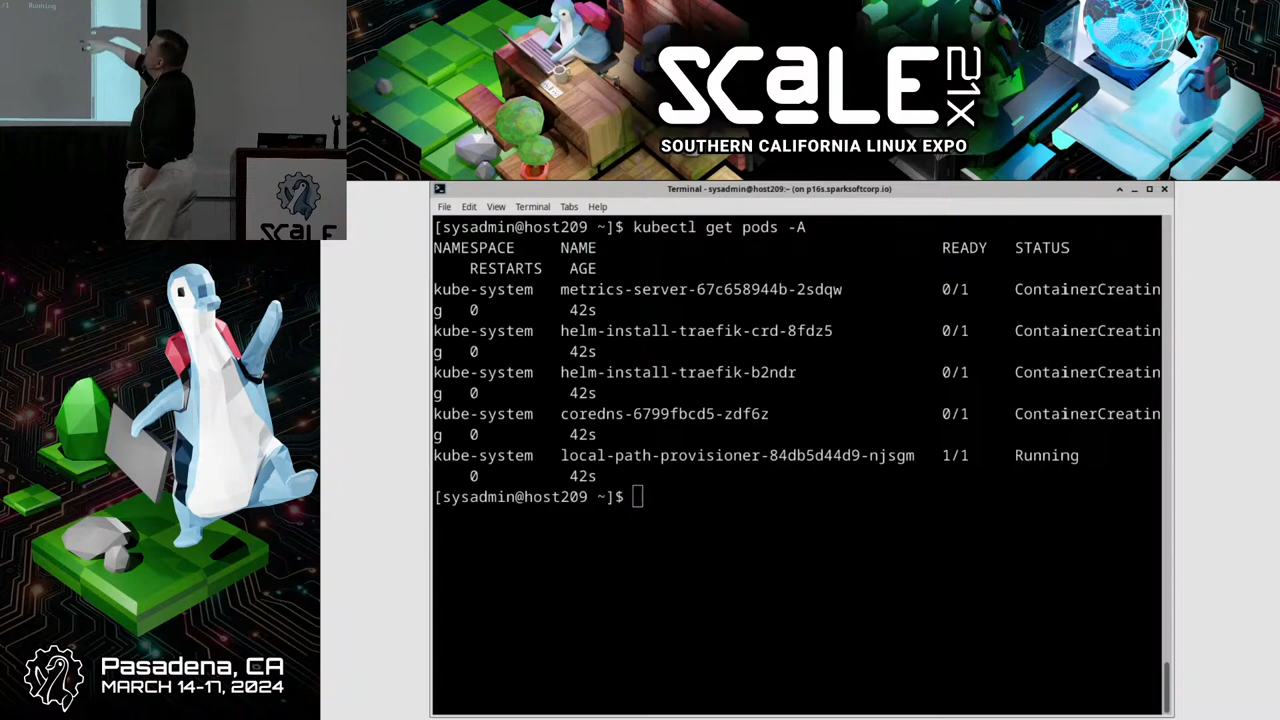 /1 Running
SCALE
SCALE 21X
SOUTHERN CALIFORNIA LINUX EXPO
Terminal - sysadmin@host209:~ (on p16s.sparksoftcorp.io)
File Edit View Terminal Tabs Help
[sysadmin@host209 ~]$ kubectl get pods -A
NAMESPACE NAME READY STATUS
RESTARTS AGE
kube-system metrics-server-67c658944b-2sdqw 0/1 ContainerCreatin
g 0 42s
kube-system helm-install-traefik-crd-8fdz5 0/1 ContainerCreatin
g 0 42s
kube-system helm-install-traefik-b2ndr 0/1 ContainerCreatin
g 0 42s
kube-system coredns-6799fbcd5-zdf6z 0/1 ContainerCreatin
g 0 42s
kube-system local-path-provisioner-84db5d44d9-njsgm 1/1 Running
0 42s
[sysadmin@host209 ~]$
Pasadena, CA
MARCH 14-17, 2024